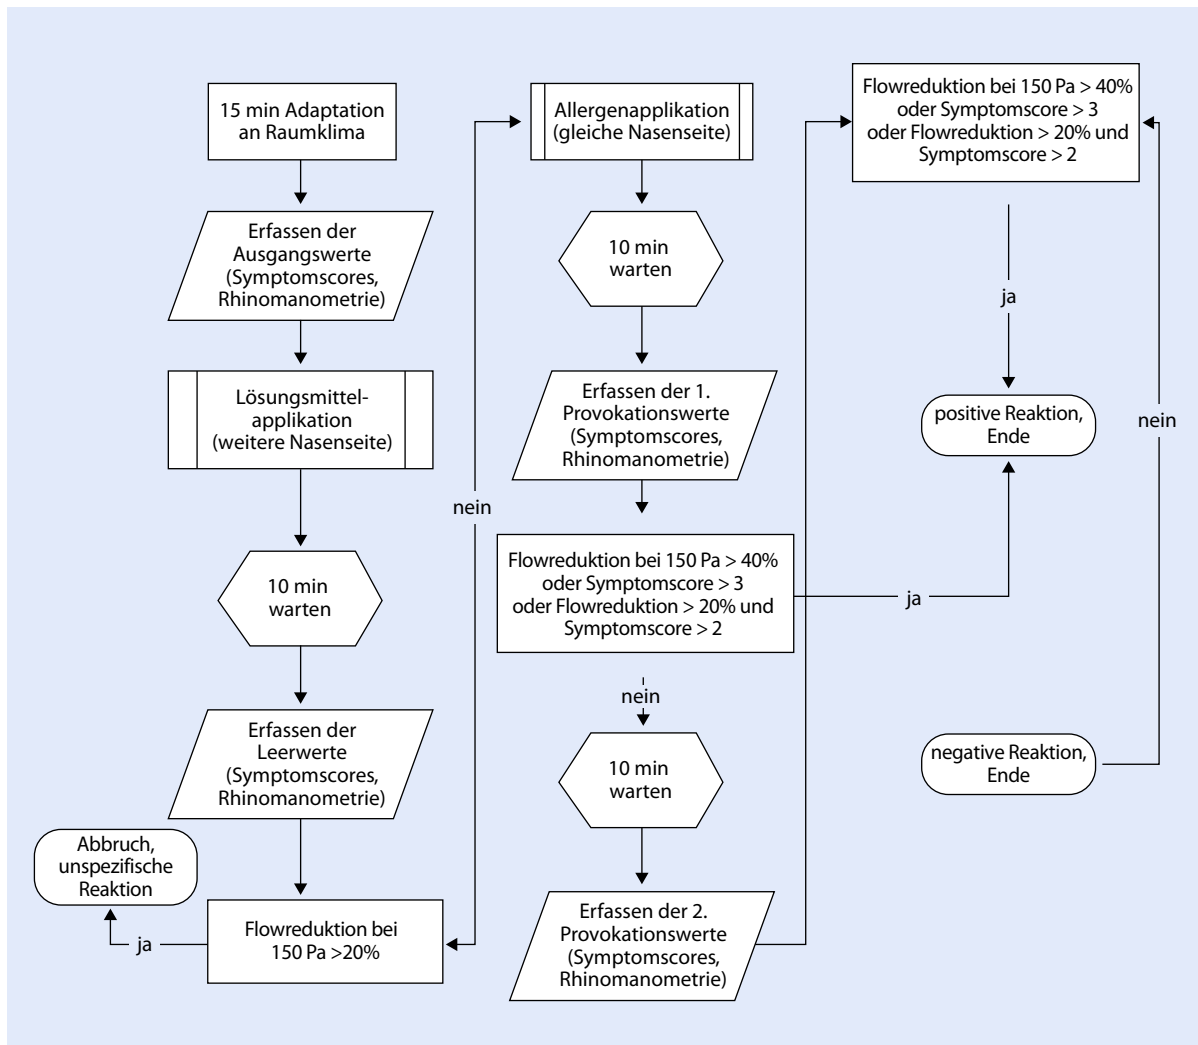 15 min Adaptation
an Raumklima
Erfassen der
Ausgangswerte
(Symptomscores,
Rhinomanometrie)
Lösungsmittel-
applikation
(weitere Nasenseite)
10 min
warten
Erfassen der
Leerwerte
(Symptomscores,
Rhinomanometrie)
Flowreduktion bei
150 Pa >20%
ja
Abbruch,
unspezifische
Reaktion
nein
Allergenapplikation
(gleiche Nasenseite)
10 min
warten
Erfassen der 1.
Provokationswerte
(Symptomscores,
Rhinomanometrie)
Flowreduktion bei 150 Pa > 40%
oder Symptomscore > 3
oder Flowreduktion > 20% und
Symptomscore > 2
ja
nein
10 min
warten
Erfassen der 2.
Provokationswerte
(Symptomscores,
Rhinomanometrie)
Flowreduktion bei 150 Pa > 40%
oder Symptomscore > 3
oder Flowreduktion > 20% und
Symptomscore > 2
ja
positive Reaktion,
Ende
nein
negative Reaktion,
Ende